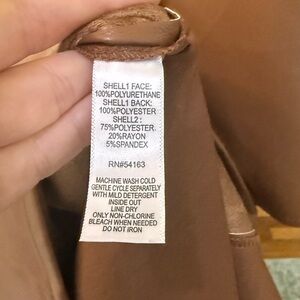 SHELL1 FACE:
100%POLYURETHANE
SHELL1 BACK:
100%POLYESTER
SHELL2 :
75%POLYESTER
20%RAYON
5%SPANDEX
RN#54163
MACHINE WASH COLD
GENTLE CYCLE SEPARATELY
WITH MILD DETERGENT
INSIDE OUT
LINE DRY
ONLY NON-CHLORINE
BLEACH WHEN NEEDED
DO NOT IRON